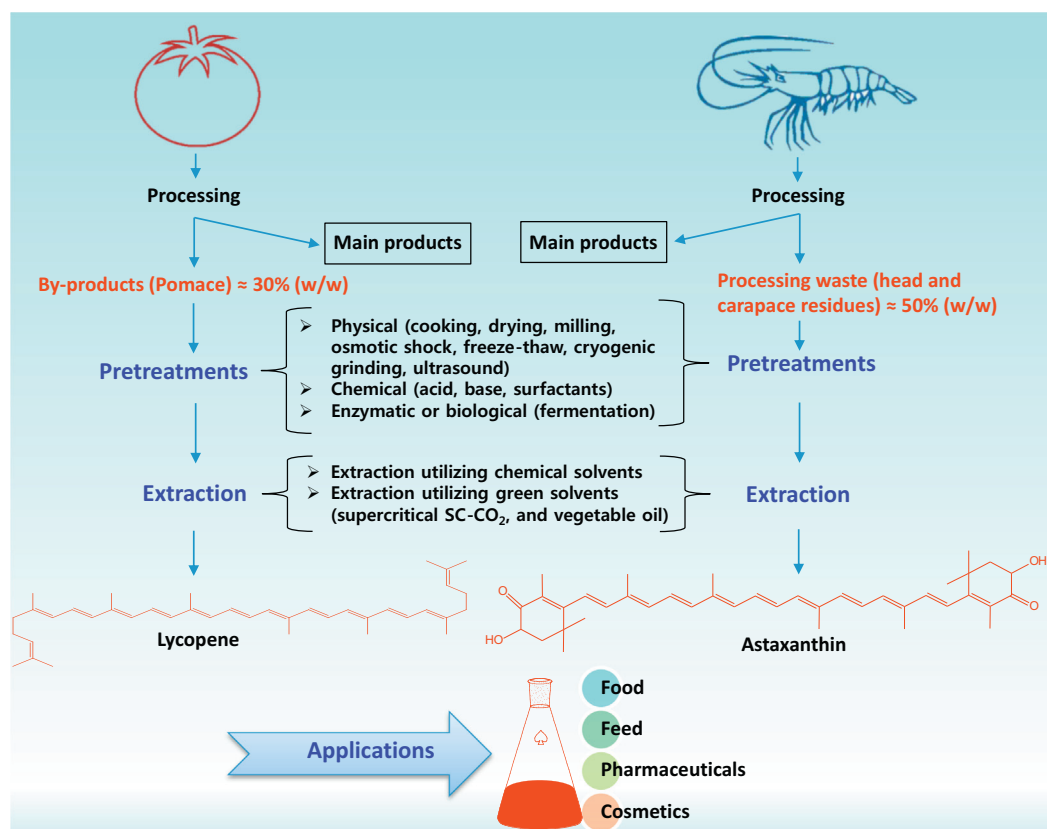 Processing
Processing
Main products
Main products
By-products (Pomace) ≈ 30% (w/w)
Processing waste (head and
carapace residues) ≈ 50% (w/w)
Pretreatments
➢ Physical (cooking, drying, milling,
osmotic shock, freeze-thaw, cryogenic
grinding, ultrasound)
➢ Chemical (acid, base, surfactants)
➢ Enzymatic or biological (fermentation)
Pretreatments
Extraction
➢ Extraction utilizing chemical solvents
➢ Extraction utilizing green solvents
(supercritical SC-CO₂, and vegetable oil)
Extraction
Lycopene
O
HO
OH
O
Astaxanthin
Applications
Food
Feed
Pharmaceuticals
Cosmetics